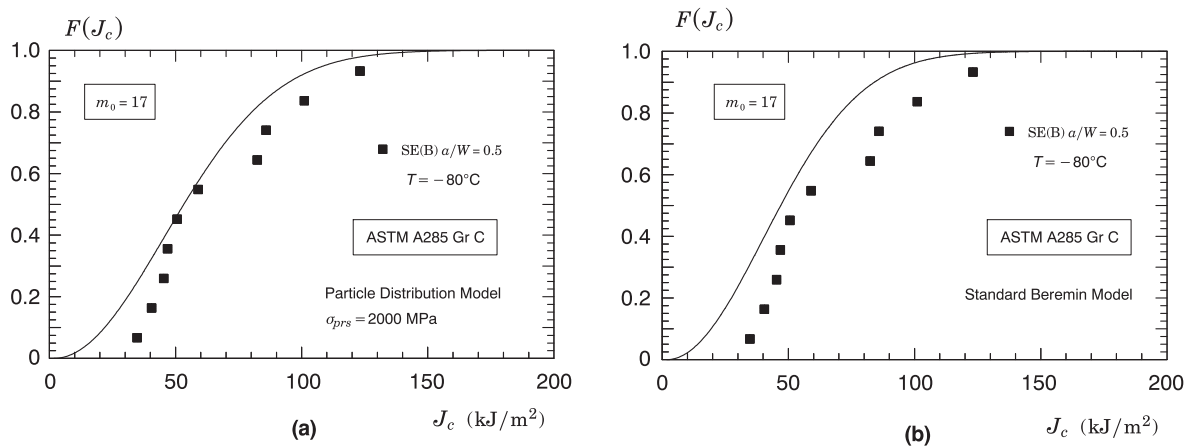 F(J_c)
1.0
0.8
0.6
0.4
0.2
0
0 50 100 150 200
m_0 = 17
SE(B) a/W = 0.5
T = −80°C
ASTM A285 Gr C
Particle Distribution Model
σ_prs = 2000 MPa
J_c (kJ/m²)
(a)
F(J_c)
1.0
0.8
0.6
0.4
0.2
0
0 50 100 150 200
m_0 = 17
SE(B) a/W = 0.5
T = −80°C
ASTM A285 Gr C
Standard Beremin Model
J_c (kJ/m²)
(b)